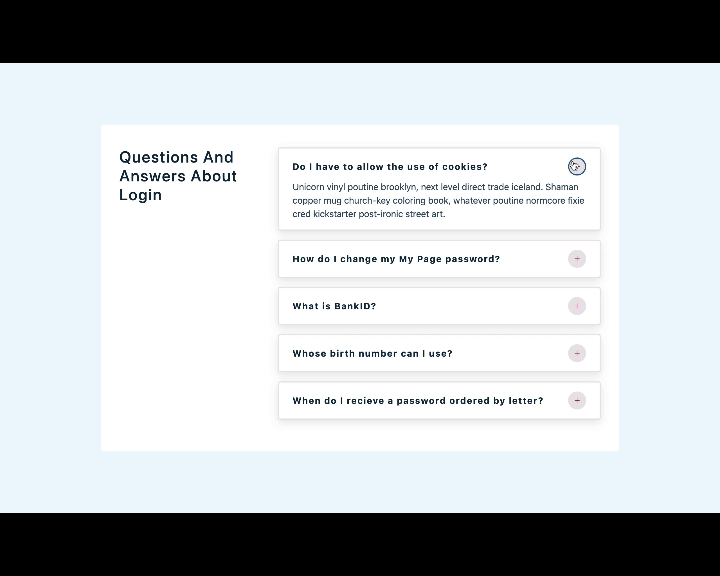 Questions And
Answers About
Login
Do I have to allow the use of cookies?
Unicorn vinyl poutine brooklyn, next level direct trade iceland. Shaman
copper mug church-key coloring book, whatever poutine normcore fixie
cred kickstarter post-ironic street art.
How do I change my My Page password?
What is BankID?
Whose birth number can I use?
When do I recieve a password ordered by letter?